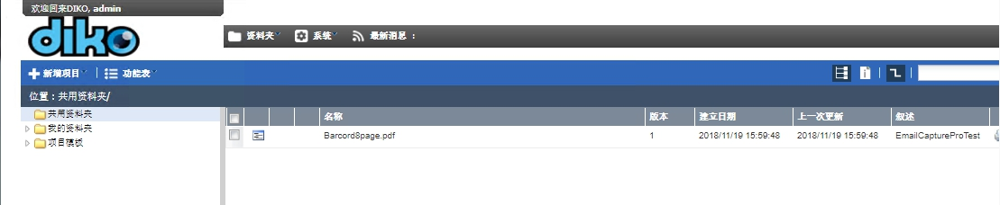 欢迎回来DIKO, admin
diko
资料夹 系统 最新消息 :
新增项目 功能表
位置：共用资料夹/
共用资料夹
我的资料夹
项目模板
名称 版本 建立日期 上一次更新 叙述
Barcord8page.pdf 1 2018/11/19 15:59:48 2018/11/19 15:59:48 EmailCaptureProTest